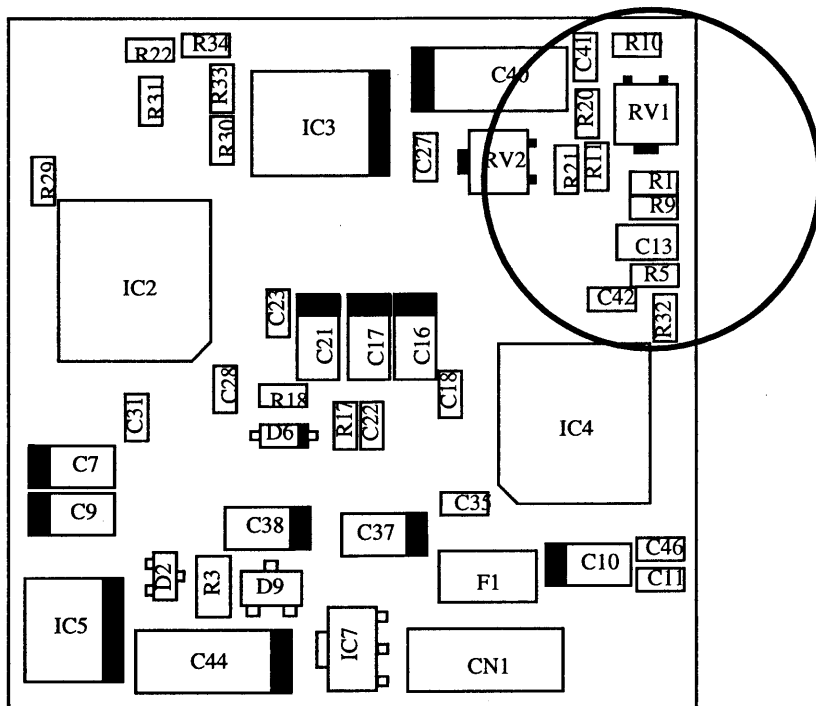 R22
R34
C41
R10
R31
R33
IC3
C40
R20
RV1
R30
C27
RV2
R21
R11
R29
R1
R9
C13
IC2
R5
C23
C21
C17
C16
C42
R32
C28
R18
C18
C31
D6
R17
C22
IC4
C7
C9
C38
C37
C35
D2
R3
D9
F1
C10
C46
C11
IC5
C44
IC7
CN1